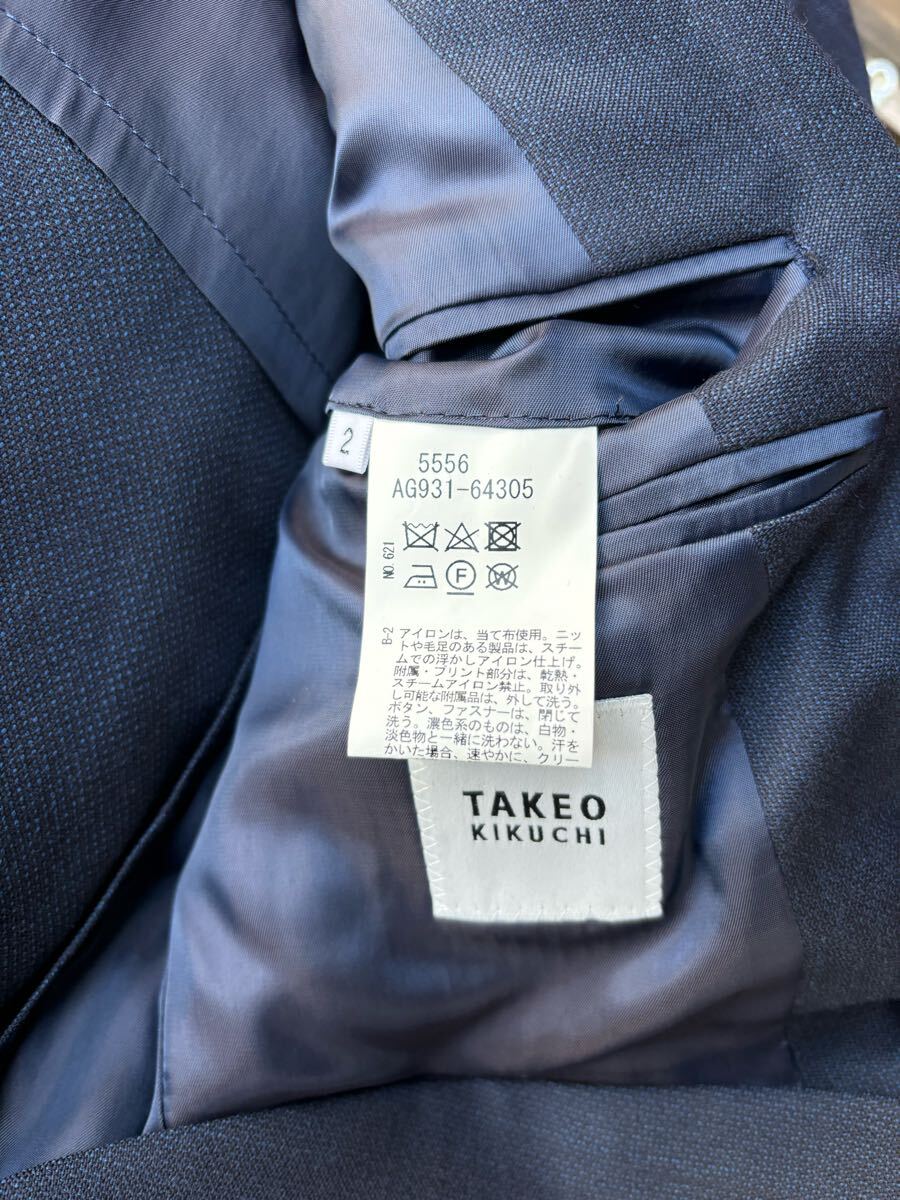 2
5556
AG931-64305
NO.621
F
W
B-2
アイロンは、当て布使用。ニッ
トや毛足のある製品は、スチー
ムでの浮かしアイロン仕上げ。
附属・プリント部分は、乾熱・
スチームアイロン禁止。取り外
し可能な附属品は、外して洗う。
ボタン、ファスナーは、閉じて
洗う。濃色系のものは、白物・
淡色物と一緒に洗わない。汗を
かいた場合、速やかに、クリー
TAKEO
KIKUCHI